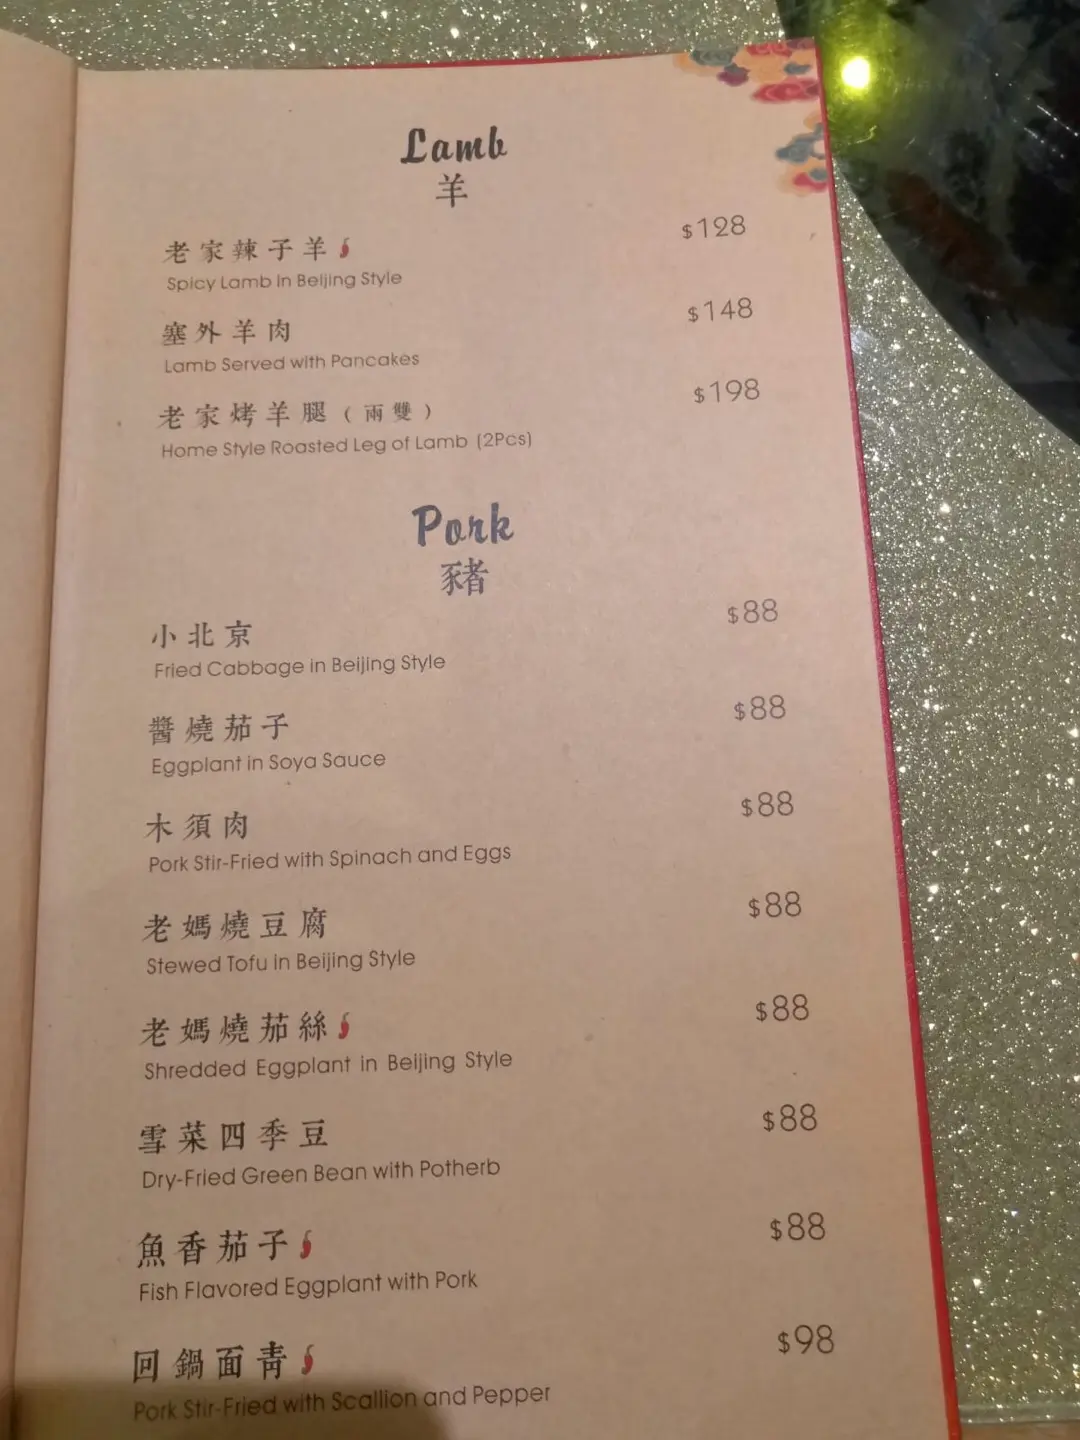 Lamb
羊
老家辣子羊 $128
Spicy Lamb in Beijing Style
塞外羊肉 $148
Lamb Served with Pancakes
老家烤羊腿（兩雙） $198
Home Style Roasted Leg of Lamb (2Pcs)
Pork
豬
小北京 $88
Fried Cabbage in Beijing Style
醬燒茄子 $88
Eggplant in Soya Sauce
木須肉 $88
Pork Stir-Fried with Spinach and Eggs
老媽燒豆腐 $88
Stewed Tofu in Beijing Style
老媽燒茄絲 $88
Shredded Eggplant in Beijing Style
雪菜四季豆 $88
Dry-Fried Green Bean with Potherb
魚香茄子 $88
Fish Flavored Eggplant with Pork
回鍋面青 $98
Pork Stir-Fried with Scallion and Pepper